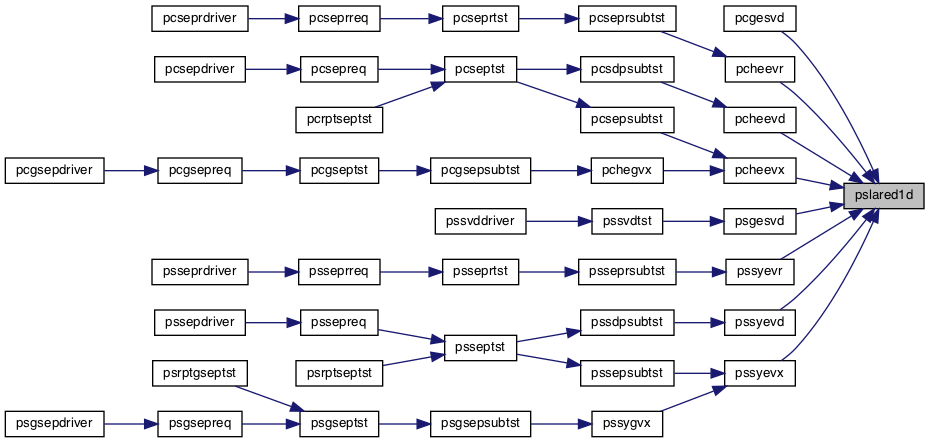 pcseprdriver pcseprreq pcseprtst pcseprsubtst pcgesvd
pcsepdriver pcsepreq pcseptst pcsdpsubtst pcheevr
pcrptseptst pcsepsubtst pcheevd
pcgsepdriver pcgsepreq pcgseptst pcgsepsubtst pchegvx pcheevx
pslared1d
pssvddriver pssvdtst psgesvd
psseprdriver psseprreq psseprtst psseprsubtst pssyevr
pssepdriver pssepreq pssdpsubtst pssyevd
psseptst
psrptgseptst psrptseptst pssepsubtst pssyevx
psgsepdriver psgsepreq psgseptst psgsepsubtst pssygvx